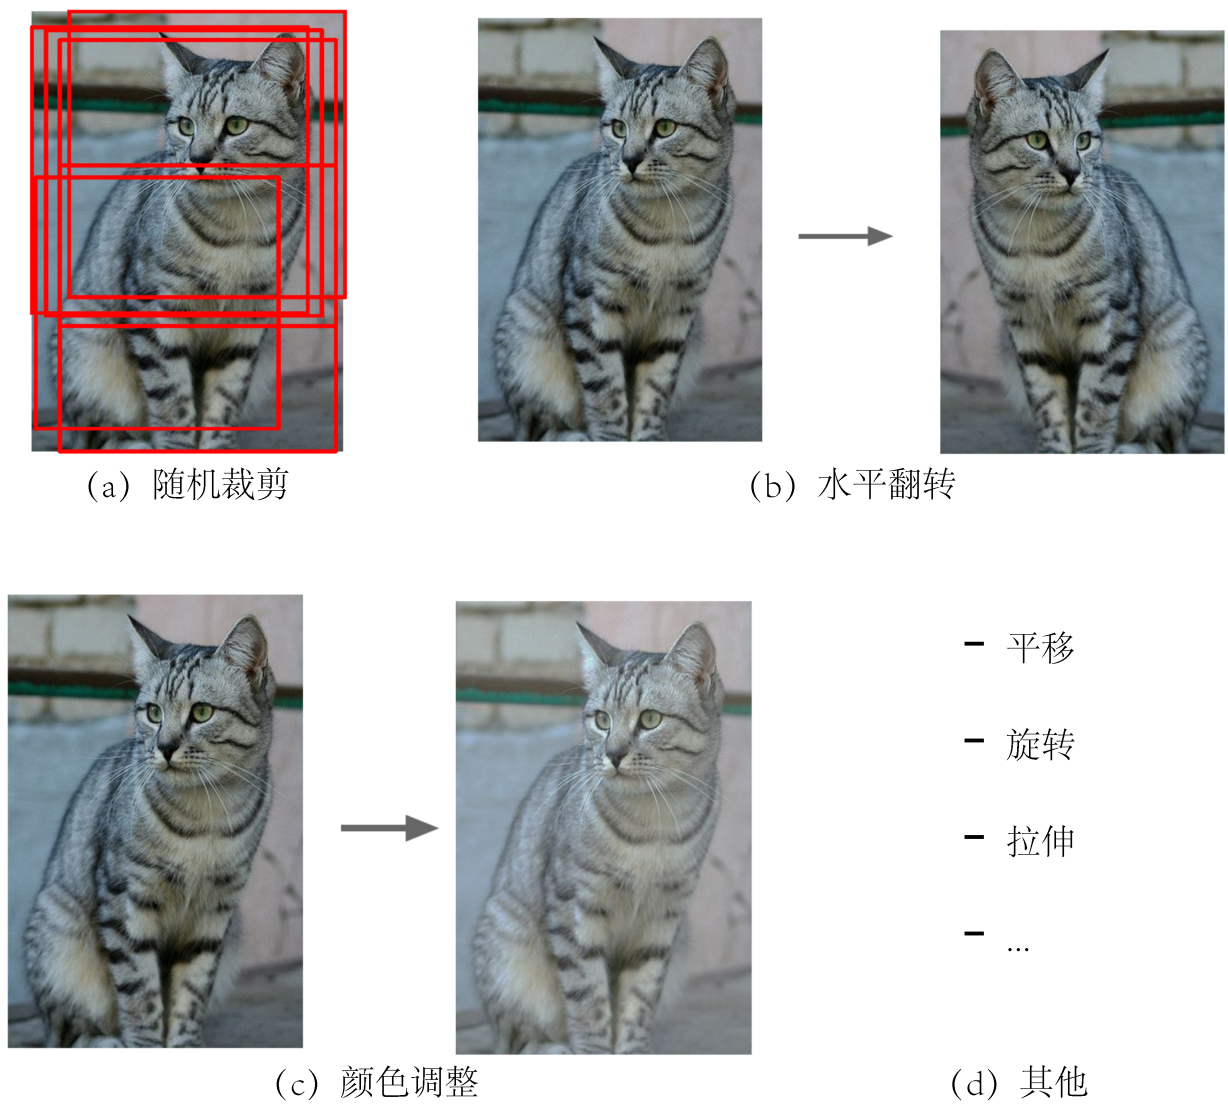 (a) 随机裁剪
(b) 水平翻转
- 平移
- 旋转
- 拉伸
- ...
(c) 颜色调整
(d) 其他